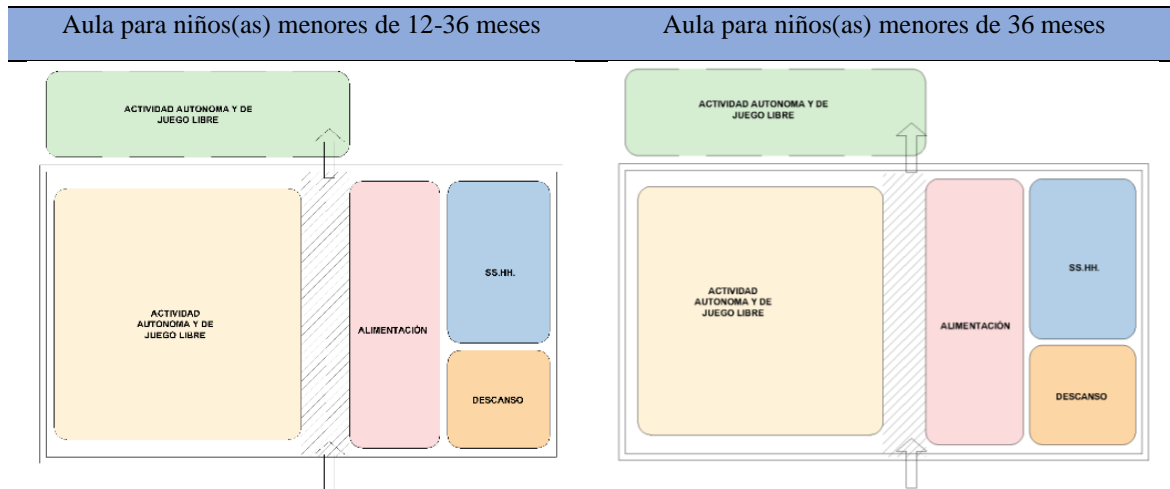 Aula para niños(as) menores de 12-36 meses
Aula para niños(as) menores de 36 meses
ACTIVIDAD AUTONOMA Y DE
JUEGO LIBRE
ACTIVIDAD
AUTONOMA Y DE
JUEGO LIBRE
ALIMENTACIÓN
SS.HH.
DESCANSO
ACTIVIDAD AUTONOMA Y DE
JUEGO LIBRE
ACTIVIDAD
AUTONOMA Y DE
JUEGO LIBRE
ALIMENTACIÓN
SS.HH.
DESCANSO